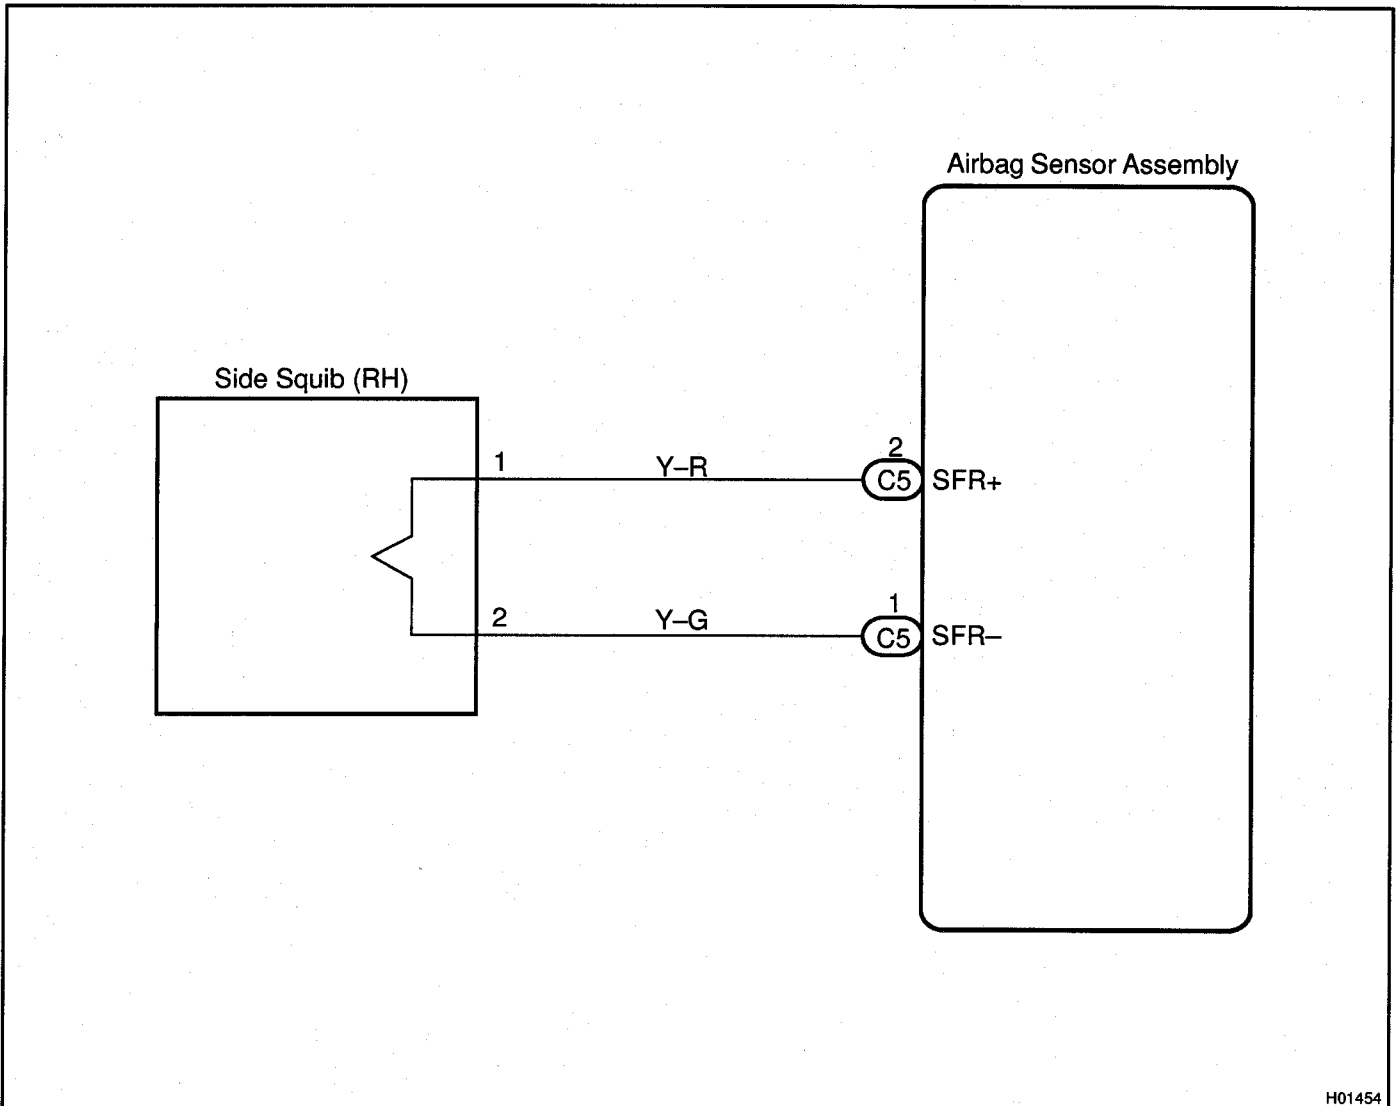 Airbag Sensor Assembly
Side Squib (RH)
1
Y–R
2
C5
SFR+
2
Y–G
1
C5
SFR–
H01454